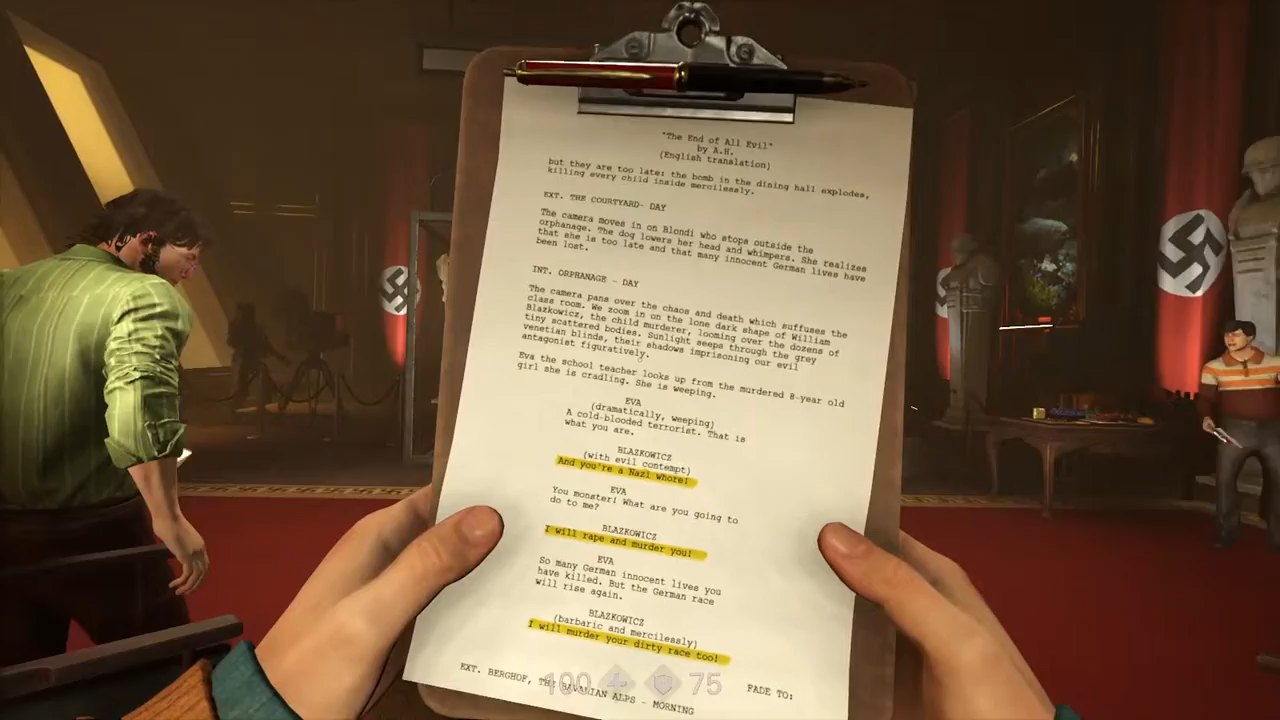 "The End of All Evil"
by A.H.
(English translation)
but they are too late: the bomb in the dining hall explodes,
killing every child inside mercilessly.
EXT. THE COURTYARD- DAY
The camera moves in on Blondi who stops outside the
orphanage. The dog lowers her head and whimpers. She realizes
that she is too late and that many innocent German lives have
been lost.
INT. ORPHANAGE - DAY
The camera pans over the chaos and death which suffuses the
class room. We zoom in on the lone dark shape of William
Blazkowicz, the child murderer, looming over the dozens of
tiny scattered bodies. Sunlight seeps through the grey
venetian blinds, their shadows imprisoning our evil
antagonist figuratively.
Eva the school teacher looks up from the murdered 8-year old
girl she is cradling. She is weeping.
EVA
(dramatically, weeping)
A cold-blooded terrorist. That is
what you are.
BLAZKOWICZ
(with evil contempt)
And you're a Nazi whore!
EVA
You monster! What are you going to
do to me?
BLAZKOWICZ
I will rape and murder you!
EVA
So many German innocent lives you
have killed. But the German race
will rise again.
BLAZKOWICZ
(barbaric and mercilessly)
I will murder your dirty race too!
FADE TO:
EXT. BERGHOF, THE BAVARIAN ALPS - MORNING
100 75